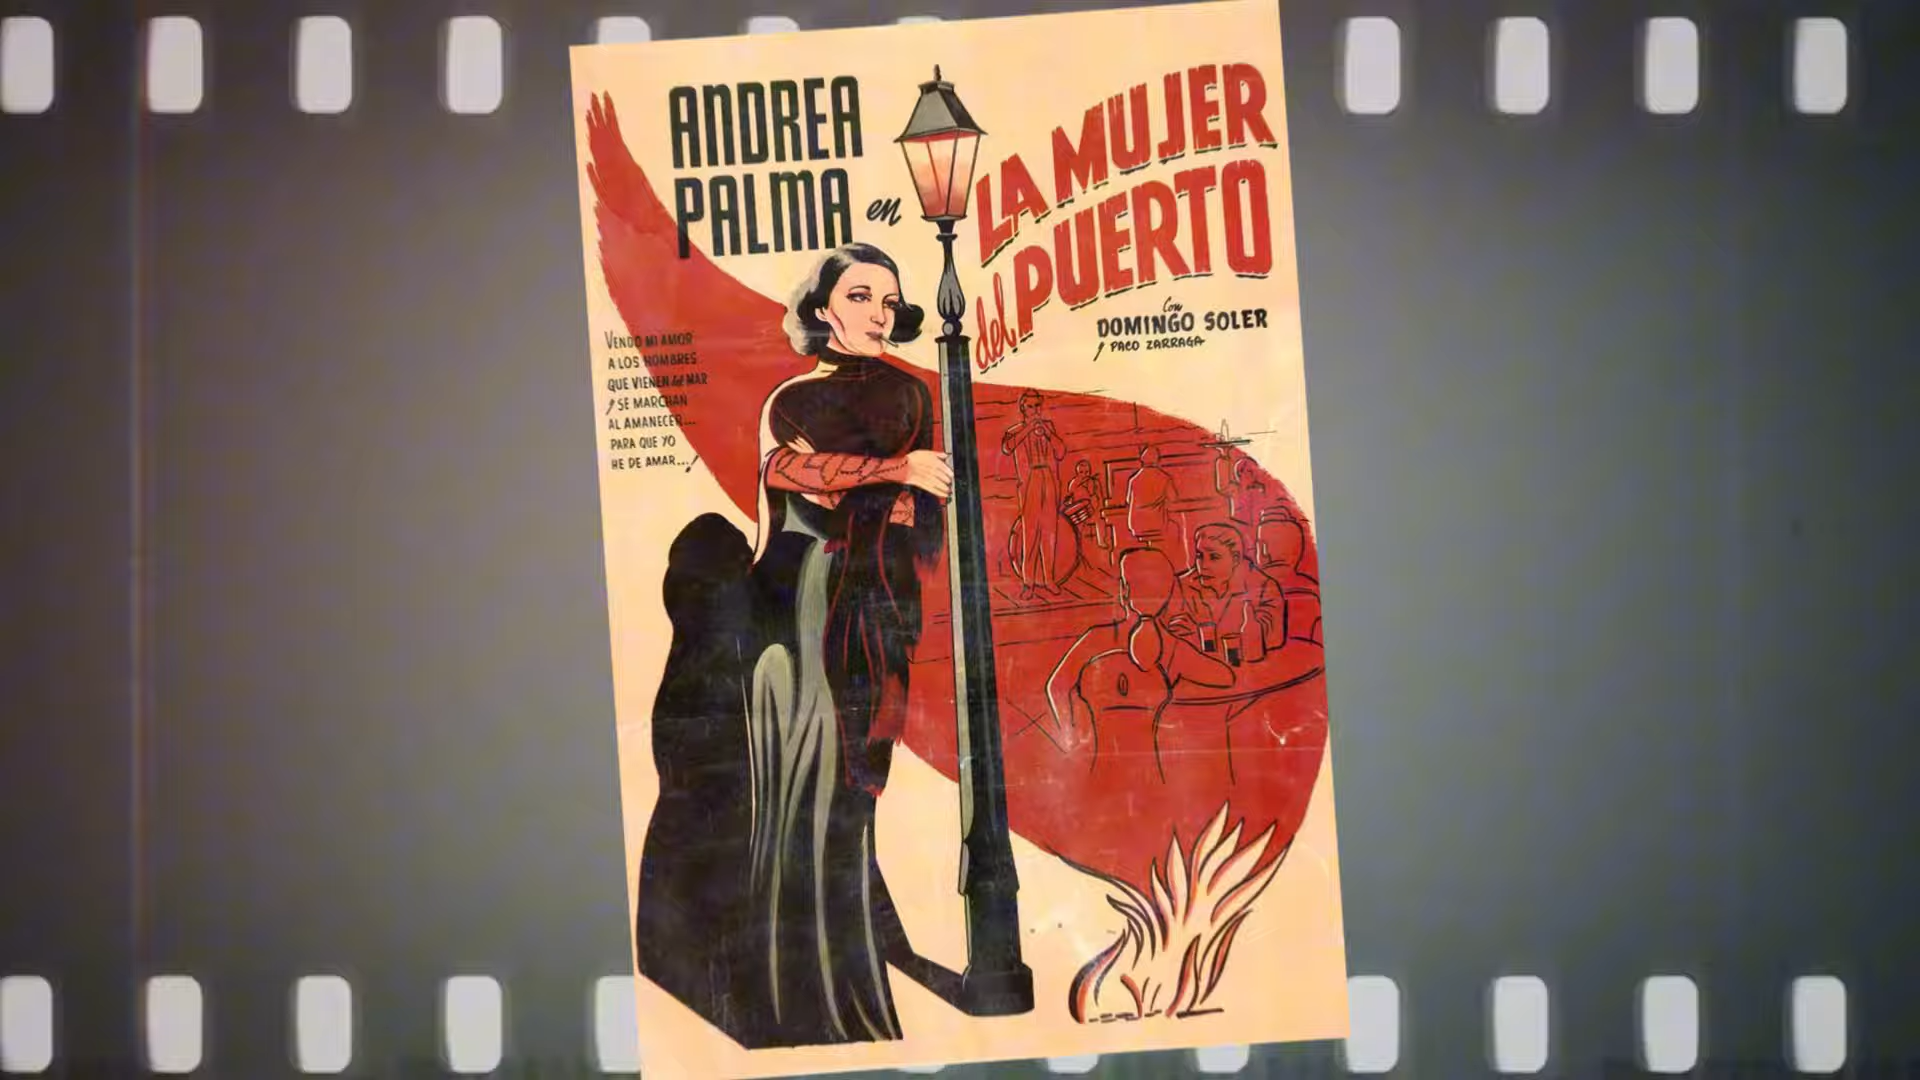 ANDREA
PALMA en
LA MUJER
del PUERTO
con
DOMINGO SOLER
y PACO ZARRAGA
VENDO MI AMOR
A LOS HOMBRES
QUE VIENEN del MAR
y SE MARCHAN
AL AMANECER...
PARA QUE YO
HE DE AMAR...!